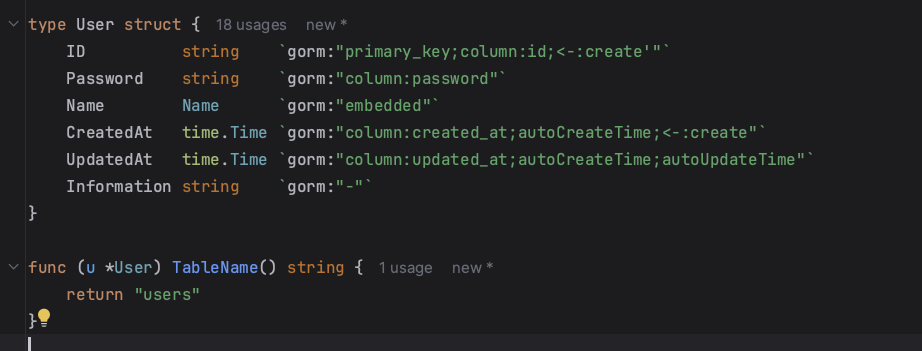 type User struct { 18 usages new *
ID string `gorm:"primary_key;column:id;<-:create'"`
Password string `gorm:"column:password"`
Name Name `gorm:"embedded"`
CreatedAt time.Time `gorm:"column:created_at;autoCreateTime;<-:create"`
UpdatedAt time.Time `gorm:"column:updated_at;autoCreateTime;autoUpdateTime"`
Information string `gorm:"-"`
}
func (u *User) TableName() string { 1 usage new *
return "users"
}